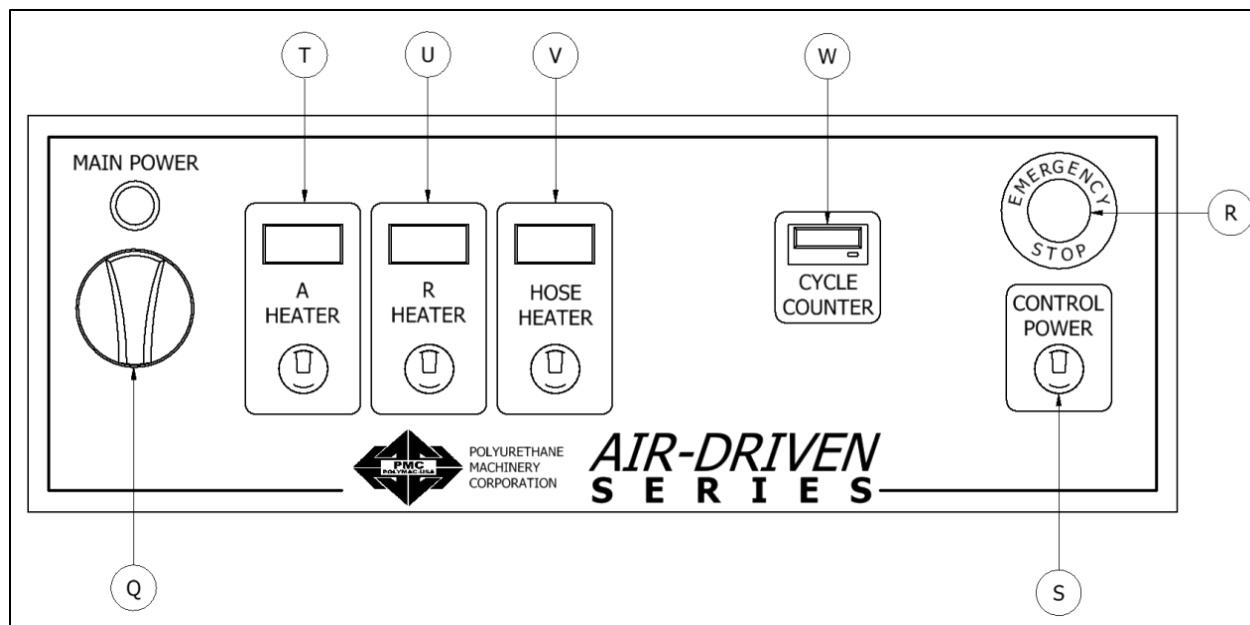 T
U
V
W
MAIN POWER
EMERGENCY
STOP
R
A
HEATER
R
HEATER
HOSE
HEATER
CYCLE
COUNTER
CONTROL
POWER
PMC
POLYMAC-USA
POLYURETHANE
MACHINERY
CORPORATION
AIR-DRIVEN
SERIES
Q
S